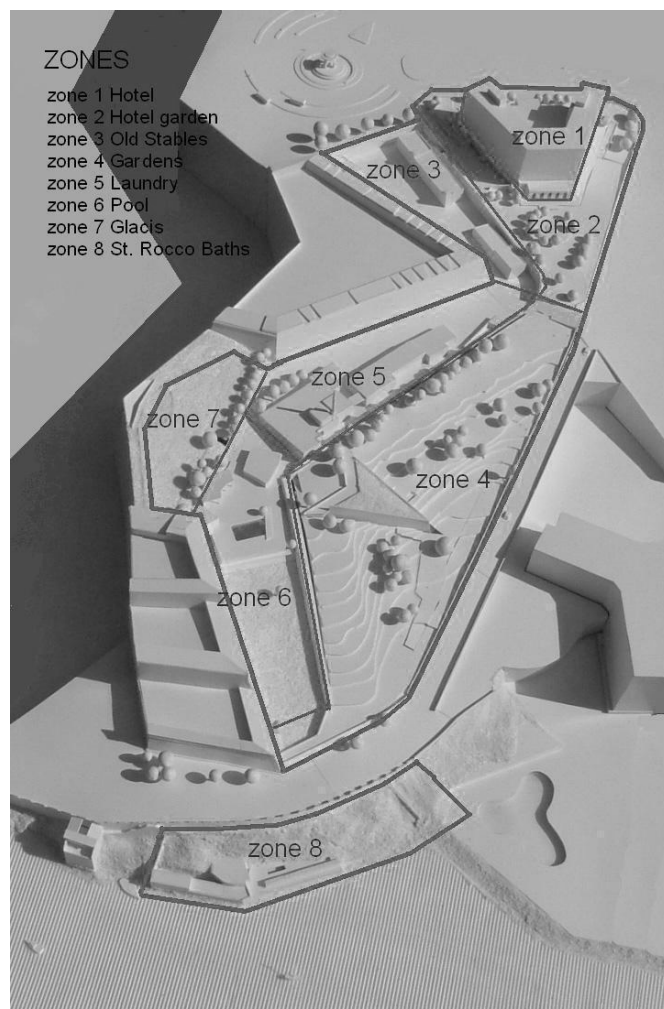 ZONES
zone 1 Hotel
zone 2 Hotel garden
zone 3 Old Stables
zone 4 Gardens
zone 5 Laundry
zone 6 Pool
zone 7 Glacis
zone 8 St. Rocco Baths
zone 1
zone 3
zone 2
zone 5
zone 7
zone 4
zone 6
zone 8